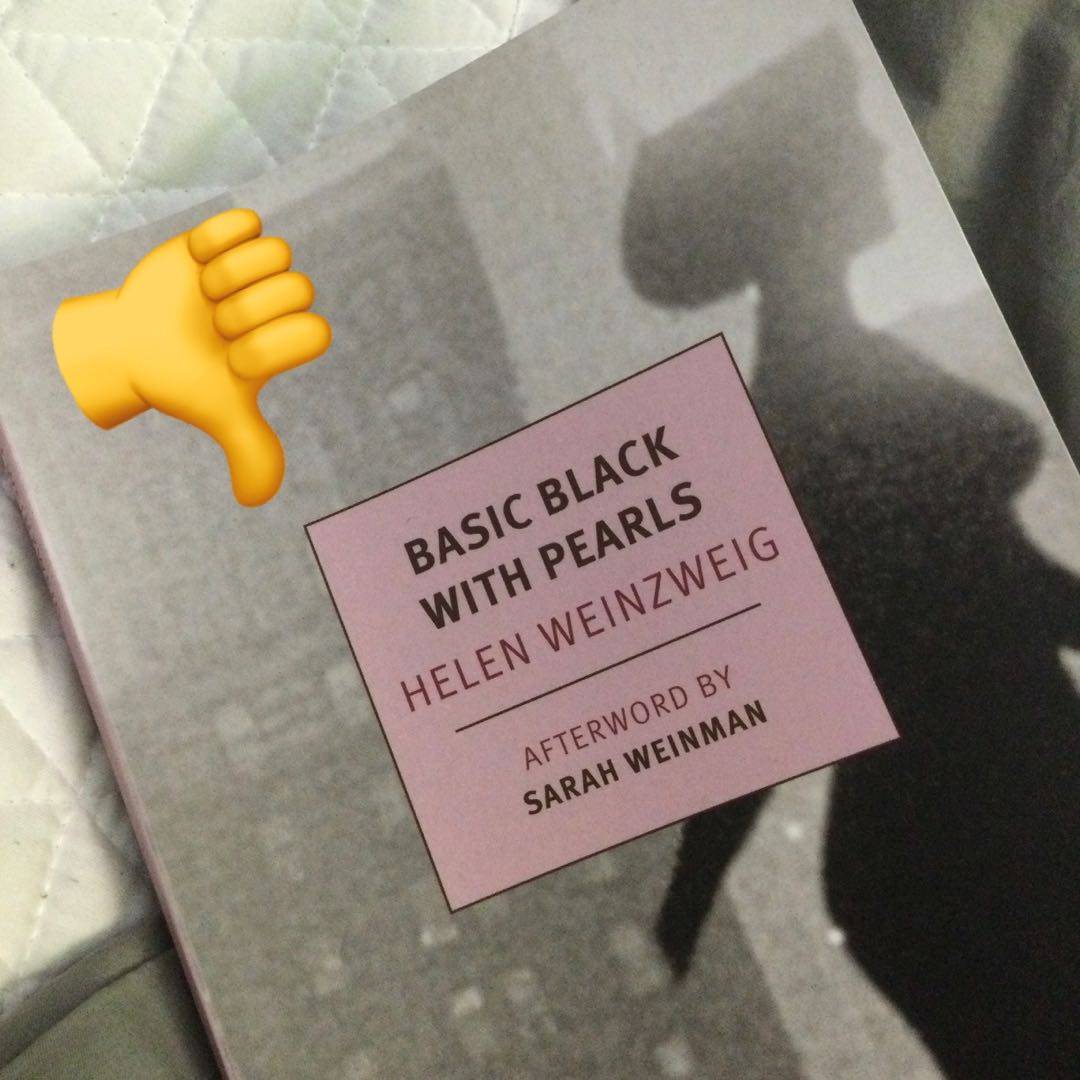 BASIC BLACK
WITH PEARLS
HELEN WEINZWEIG
AFTERWORD BY
SARAH WEINMAN